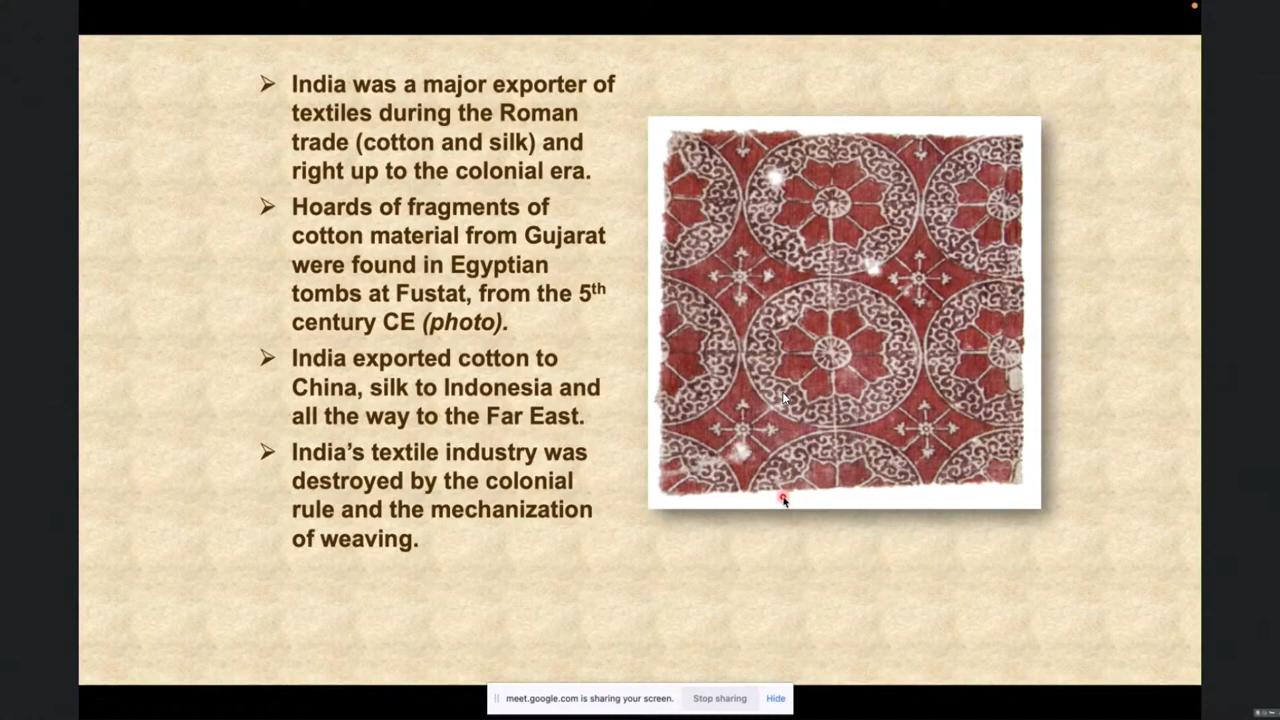 ➢ India was a major exporter of
textiles during the Roman
trade (cotton and silk) and
right up to the colonial era.
➢ Hoards of fragments of
cotton material from Gujarat
were found in Egyptian
tombs at Fustat, from the 5th
century CE (photo).
➢ India exported cotton to
China, silk to Indonesia and
all the way to the Far East.
➢ India’s textile industry was
destroyed by the colonial
rule and the mechanization
of weaving.
meet.google.com is sharing your screen. Stop sharing Hide